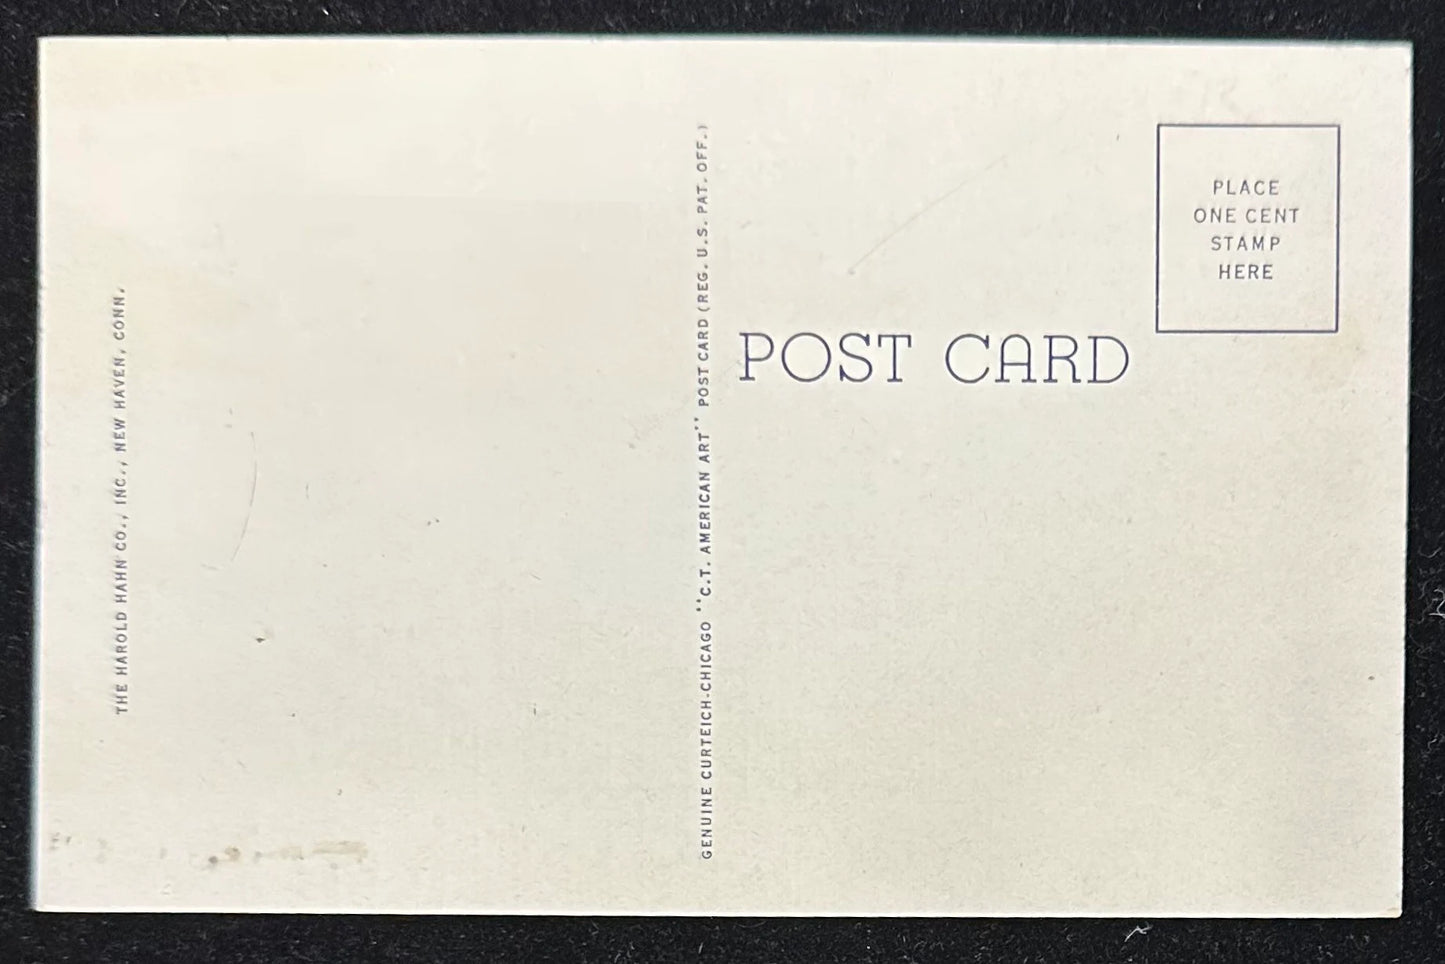 THE HAROLD HAHN CO., INC., NEW HAVEN, CONN.
GENUINE CURTEICH-CHICAGO "C.T. AMERICAN ART" POST CARD (REG. U.S. PAT. OFF.)
POST CARD
PLACE
ONE CENT
STAMP
HERE